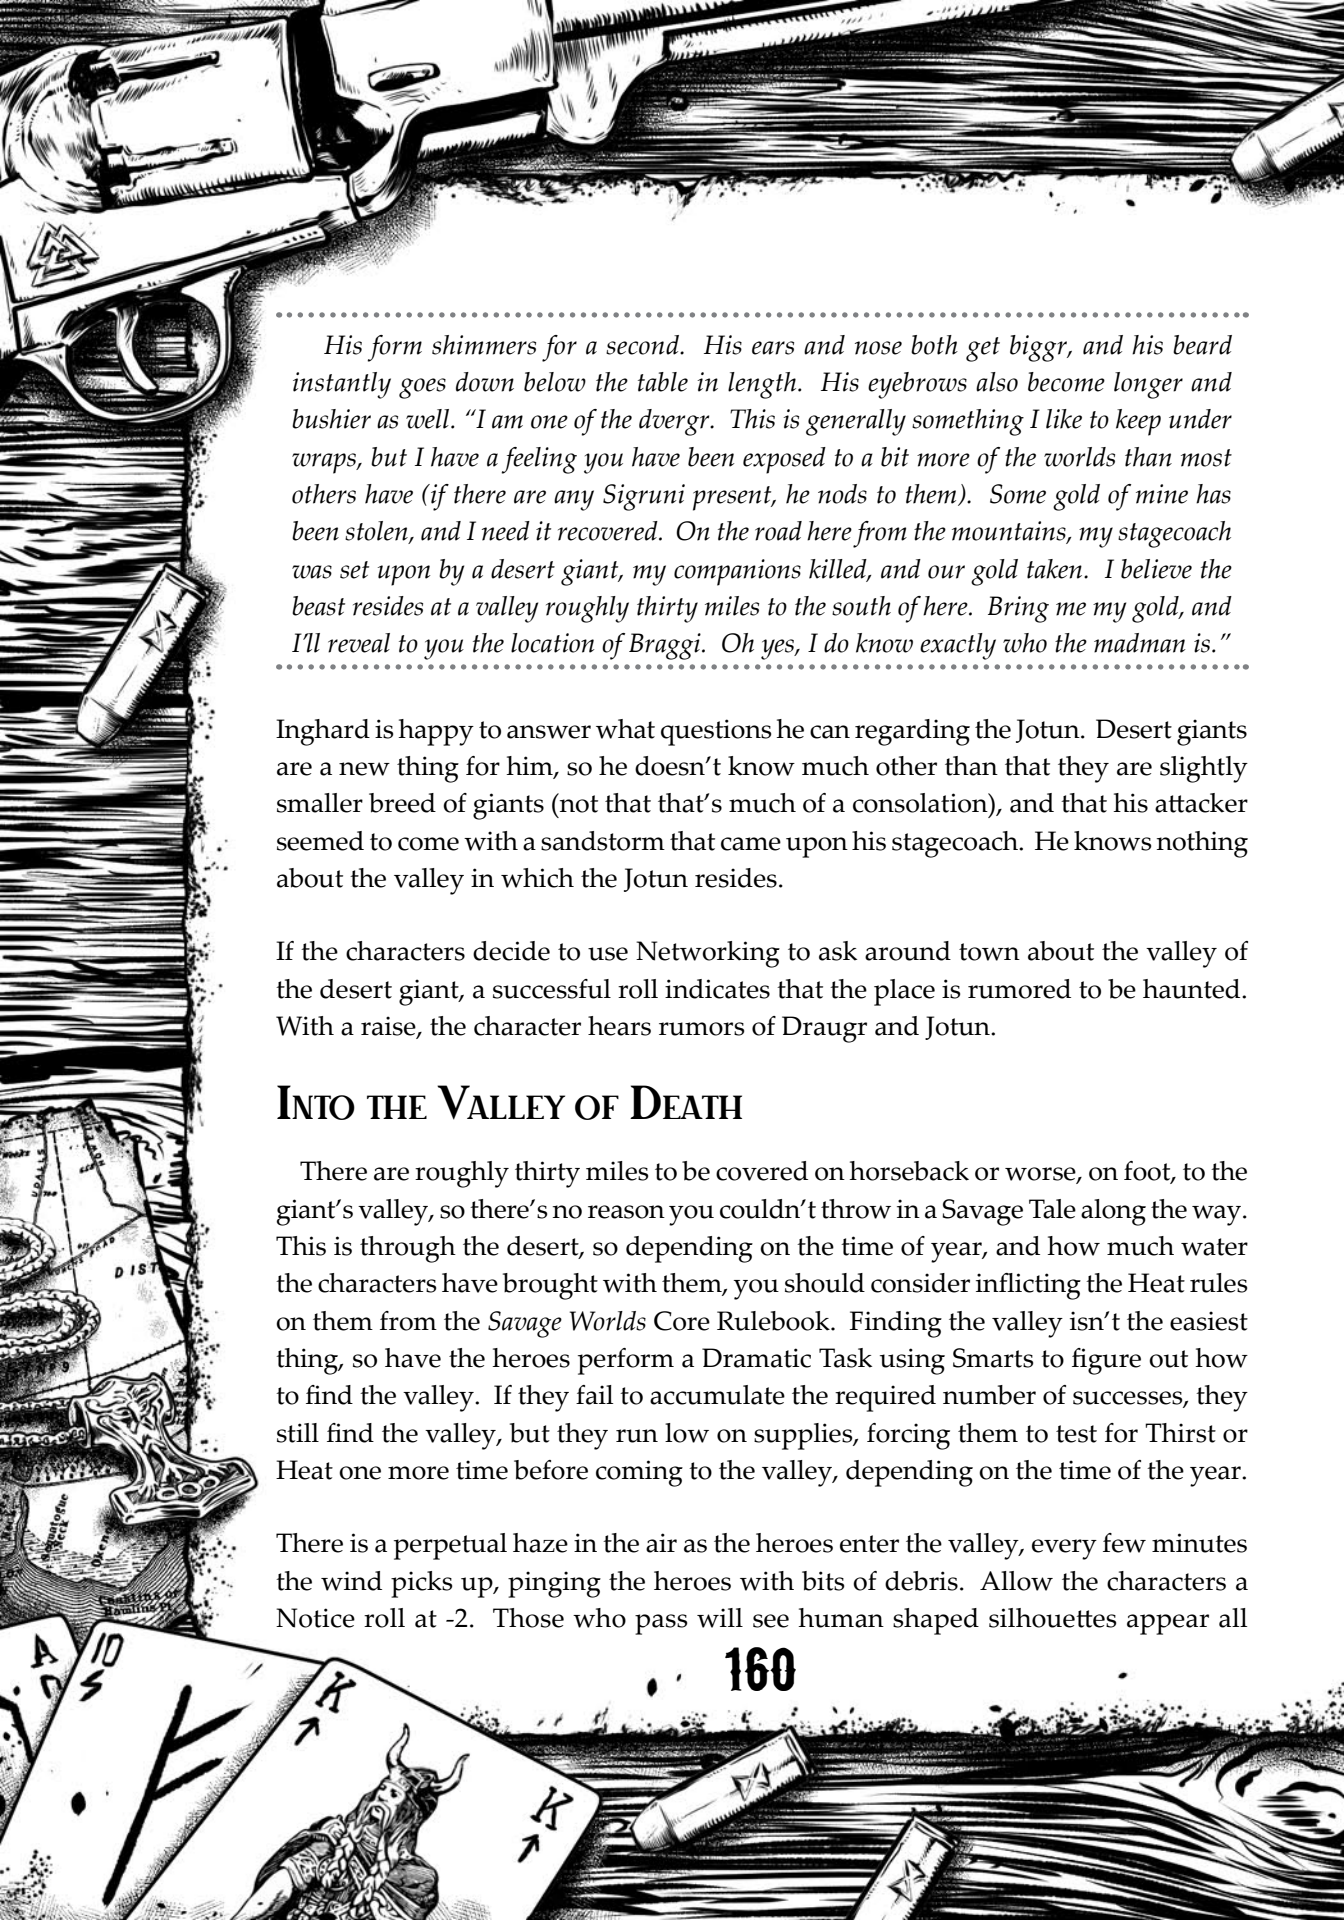 His form shimmers for a second.  His ears and nose both get biggr, and his beard
instantly goes down below the table in length.  His eyebrows also become longer and
bushier as well. “I am one of the dvergr.  This is generally something I like to keep under
wraps, but I have a feeling you have been exposed to a bit more of the worlds than most
others have (if there are any Sigruni present, he nods to them).  Some gold of mine has
been stolen, and I need it recovered.  On the road here from the mountains, my stagecoach
was set upon by a desert giant, my companions killed, and our gold taken.  I believe the
beast resides at a valley roughly thirty miles to the south of here.  Bring me my gold, and
I’ll reveal to you the location of Braggi.  Oh yes, I do know exactly who the madman is.”
Inghard is happy to answer what questions he can regarding the Jotun.  Desert giants
are a new thing for him, so he doesn’t know much other than that they are slightly
smaller breed of giants (not that that’s much of a consolation), and that his attacker
seemed to come with a sandstorm that came upon his stagecoach.  He knows nothing
about the valley in which the Jotun resides.
If the characters decide to use Networking to ask around town about the valley of
the desert giant, a successful roll indicates that the place is rumored to be haunted.
With a raise, the character hears rumors of Draugr and Jotun.
Into the Valley of Death
There are roughly thirty miles to be covered on horseback or worse, on foot, to the
giant’s valley, so there’s no reason you couldn’t throw in a Savage Tale along the way.
This is through the desert, so depending on the time of year, and how much water
the characters have brought with them, you should consider inflicting the Heat rules
on them from the Savage Worlds Core Rulebook.  Finding the valley isn’t the easiest
thing, so have the heroes perform a Dramatic Task using Smarts to figure out how
to find the valley.  If they fail to accumulate the required number of successes, they
still find the valley, but they run low on supplies, forcing them to test for Thirst or
Heat one more time before coming to the valley, depending on the time of the year.
There is a perpetual haze in the air as the heroes enter the valley, every few minutes
the wind picks up, pinging the heroes with bits of debris.  Allow the characters a
Notice roll at -2.  Those who pass will see human shaped silhouettes appear all
160
DIST
A
10
K
K